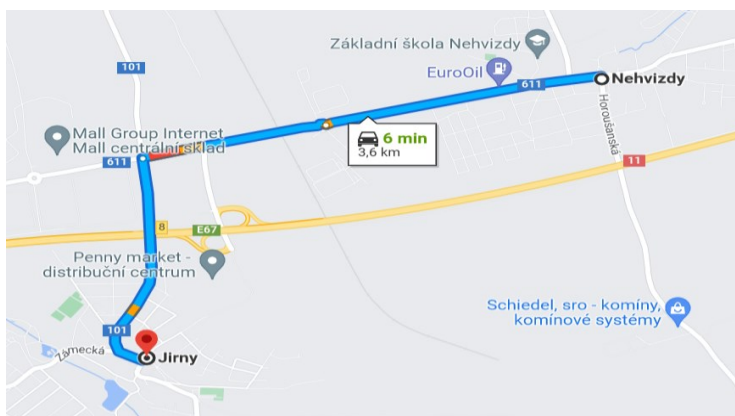 101
Základní škola Nehvizdy
EuroOil
611
Nehvizdy
Horoušanská
Mall Group Internet
Mall centrální sklad
611
6 min
3,6 km
11
8
E67
Penny market -
distribuční centrum
Schiedel, sro - komíny,
komínové systémy
101
Zámecká
Jirny